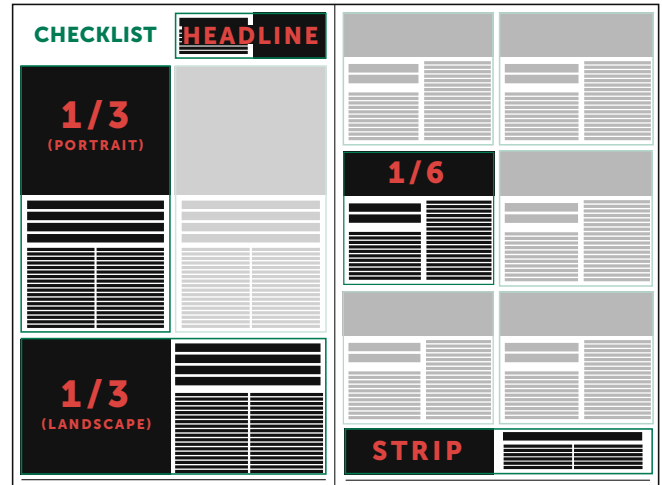 CHECKLIST
HEADLINE
1/3
(PORTRAIT)
1/3
(LANDSCAPE)
1/6
STRIP